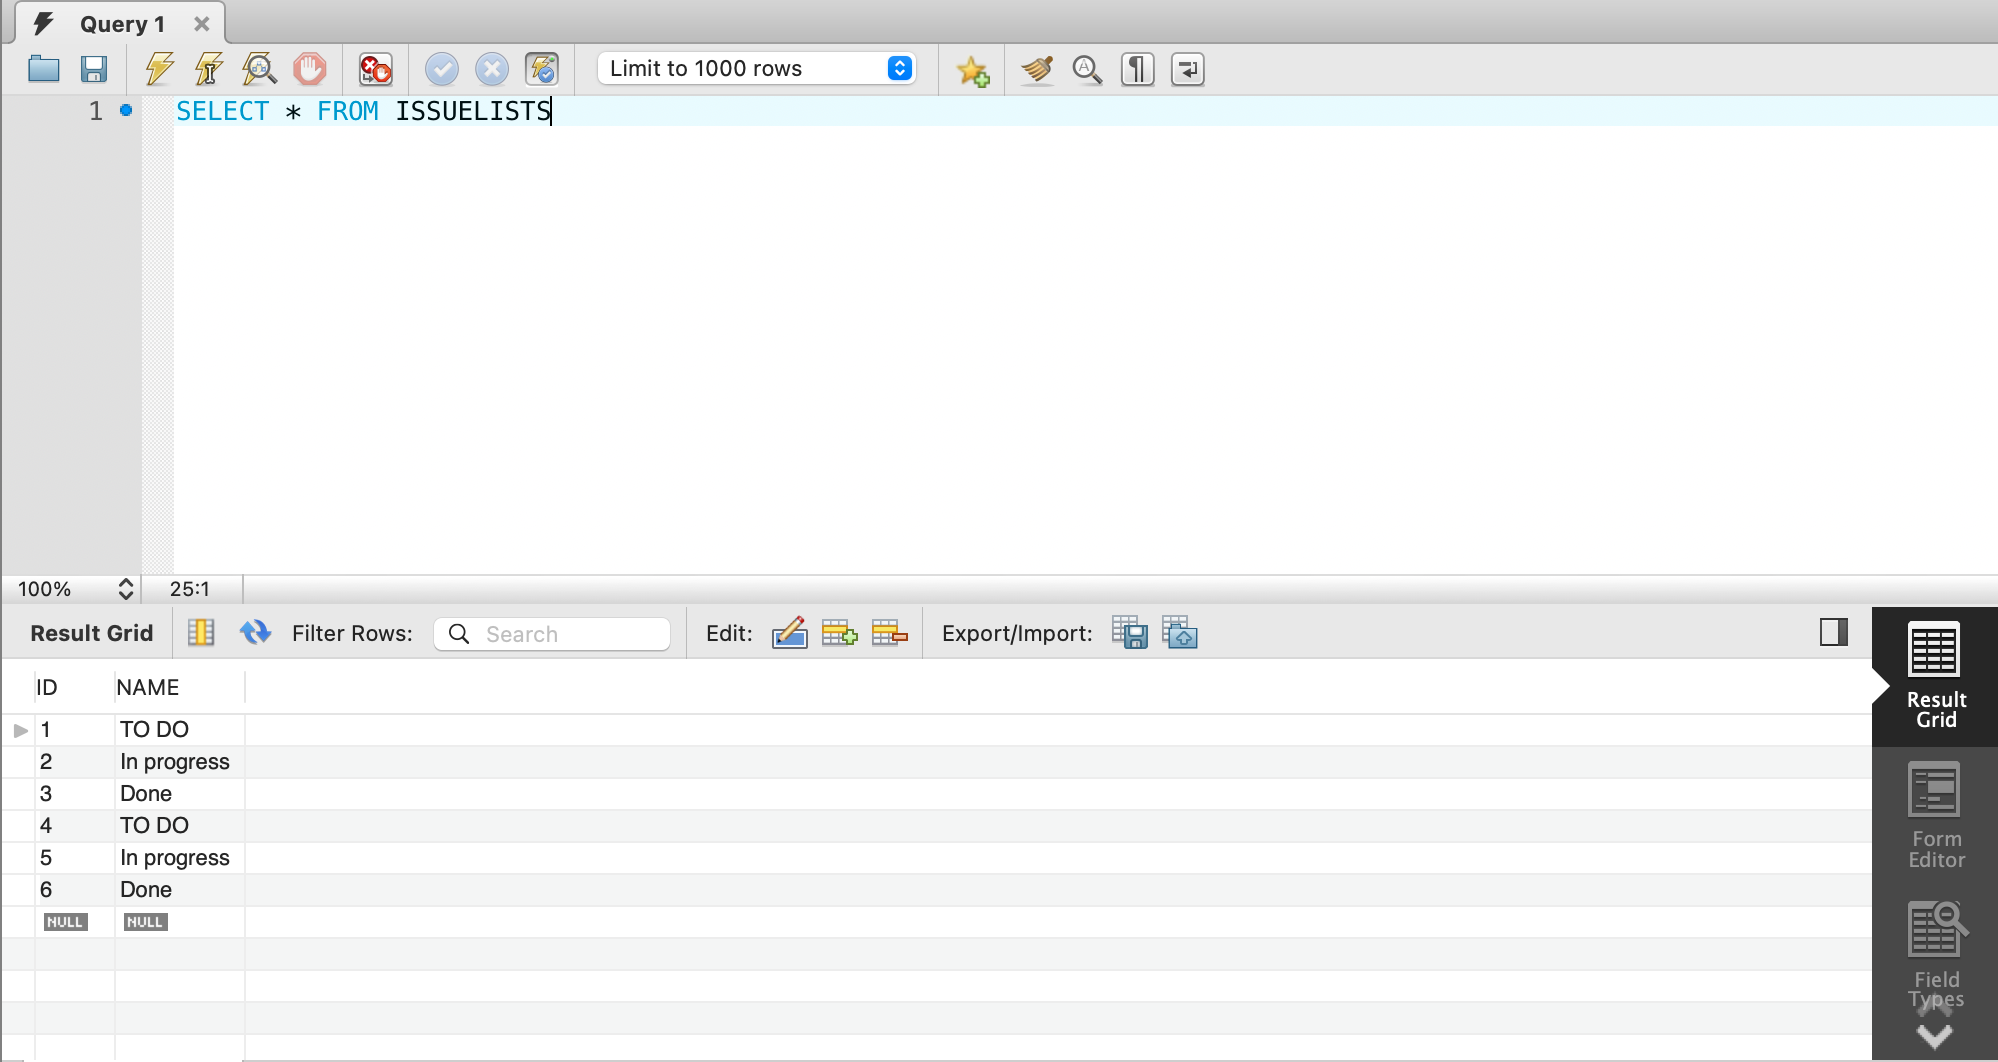 Query 1
Limit to 1000 rows
1 SELECT * FROM ISSUELISTS
100% 25:1
Result Grid Filter Rows: Search Edit: Export/Import:
ID NAME
1 TO DO
2 In progress
3 Done
4 TO DO
5 In progress
6 Done
NULL NULL
Result
Grid
Form
Editor
Field
Types